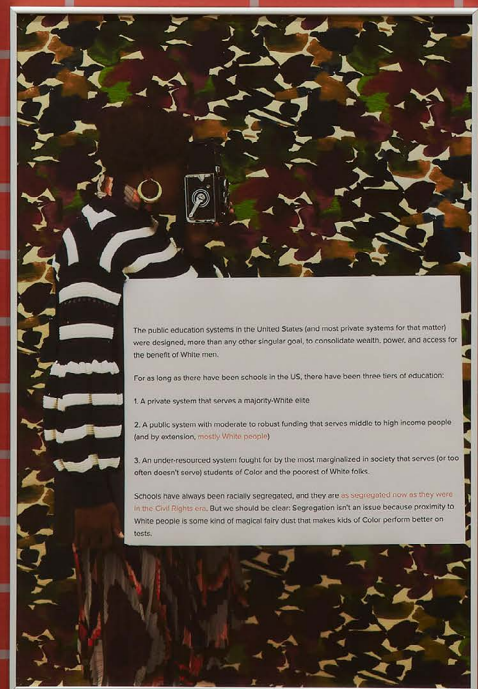 The public education systems in the United States (and most private systems for that matter)
were designed, more than any other singular goal, to consolidate wealth, power, and access for
the benefit of White men.
For as long as there have been schools in the US, there have been three tiers of education:
1. A private system that serves a majority-White elite
2. A public system with moderate to robust funding that serves middle to high income people
(and by extension, mostly White people)
3. An under-resourced system fought for by the most marginalized in society that serves (or too
often doesn't serve) students of Color and the poorest of White folks.
Schools have always been racially segregated, and they are as segregated now as they were
in the Civil Rights era. But we should be clear: Segregation isn't an issue because proximity to
White people is some kind of magical fairy dust that makes kids of Color perform better on
tests.